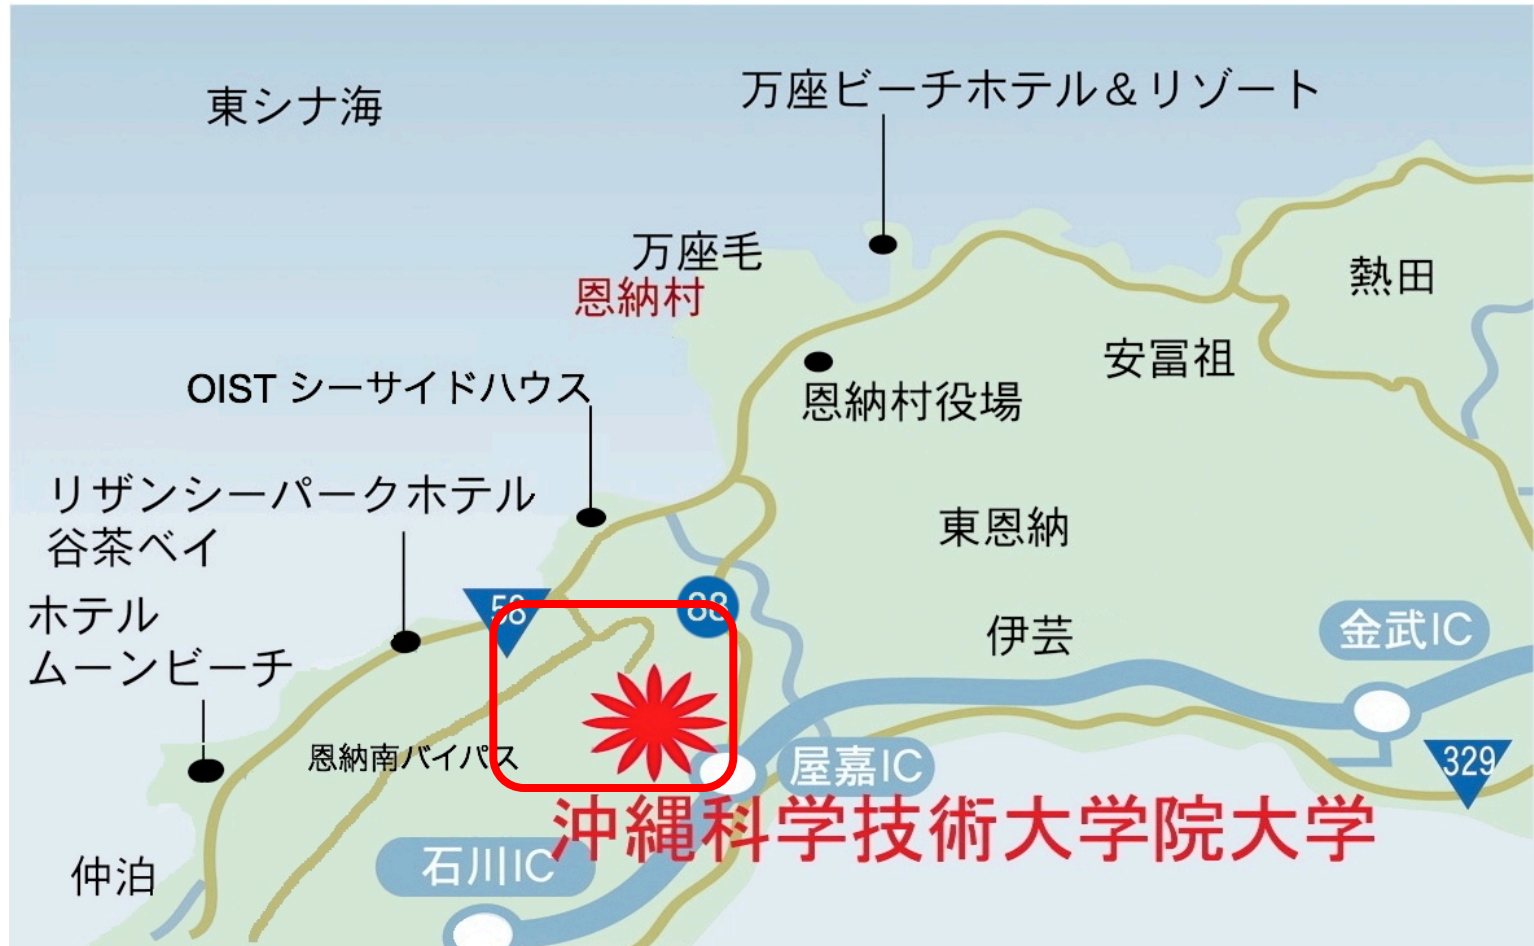 東シナ海
万座ビーチホテル＆リゾート
万座毛
恩納村
熱田
安冨祖
OIST シーサイドハウス
恩納村役場
リザンシーパークホテル
谷茶ベイ
東恩納
ホテル
ムーンビーチ
58
88
伊芸
金武IC
恩納南バイパス
屋嘉IC
329
沖縄科学技術大学院大学
石川IC
仲泊